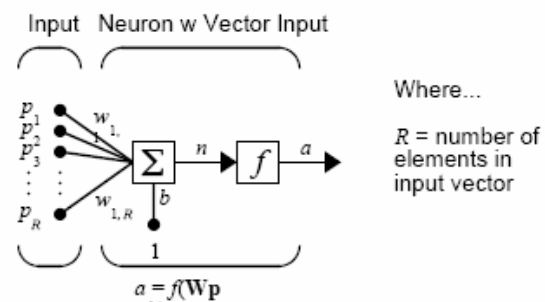 Input Neuron w Vector Input
p1
p2
p3
pR
w1,1
w1,R
Σ n f a
b
1
a = f(Wp
Where...
R = number of
elements in
input vector